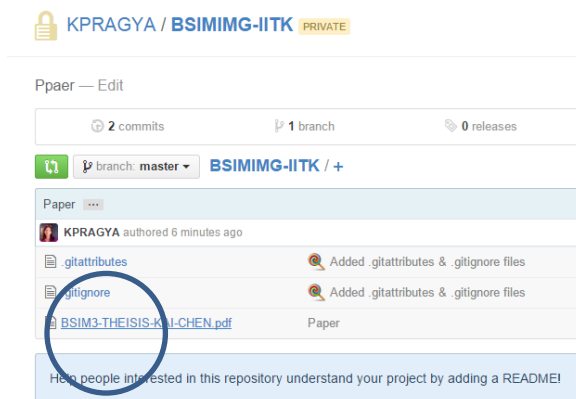 KPRAGYA / BSIMIMG-IITK PRIVATE
Ppaer — Edit
2 commits 1 branch 0 releases
branch: master BSIMIMG-IITK / +
Paper ...
KPRAGYA authored 6 minutes ago
.gitattributes Added .gitattributes & .gitignore files
.gitignore Added .gitattributes & .gitignore files
BSIM3-THEISIS-KAI-CHEN.pdf Paper
Help people interested in this repository understand your project by adding a README!